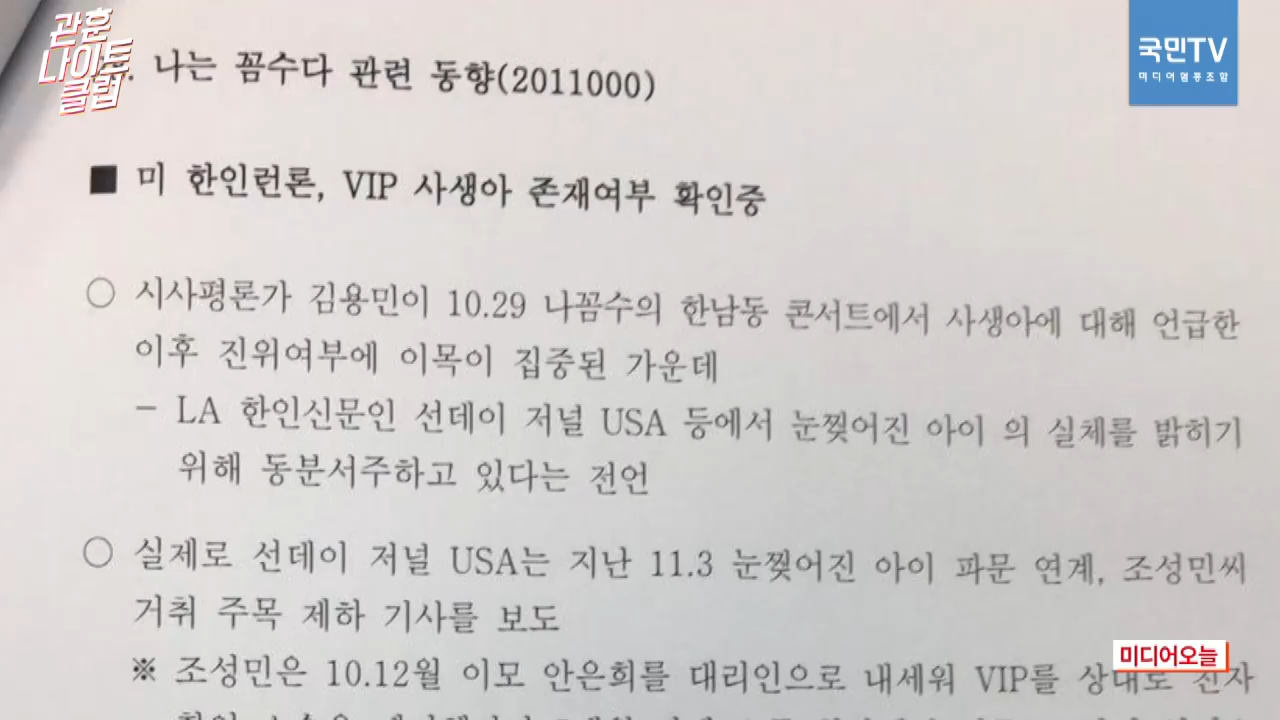 관훈
나이트
클럽
국민TV
미디어협동조합
. 나는 꼼수다 관련 동향(2011000)
■ 미 한인런론, VIP 사생아 존재여부 확인중
○ 시사평론가 김용민이 10.29 나꼼수의 한남동 콘서트에서 사생아에 대해 언급한
이후 진위여부에 이목이 집중된 가운데
- LA 한인신문인 선데이 저널 USA 등에서 눈찢어진 아이 의 실체를 밝히기
위해 동분서주하고 있다는 전언
○ 실제로 선데이 저널 USA는 지난 11.3 눈찢어진 아이 파문 연계, 조성민씨
거취 주목 제하 기사를 보도
※ 조성민은 10.12월 이모 안은희를 대리인으로 내세워 VIP를 상대로 친자
미디어오늘